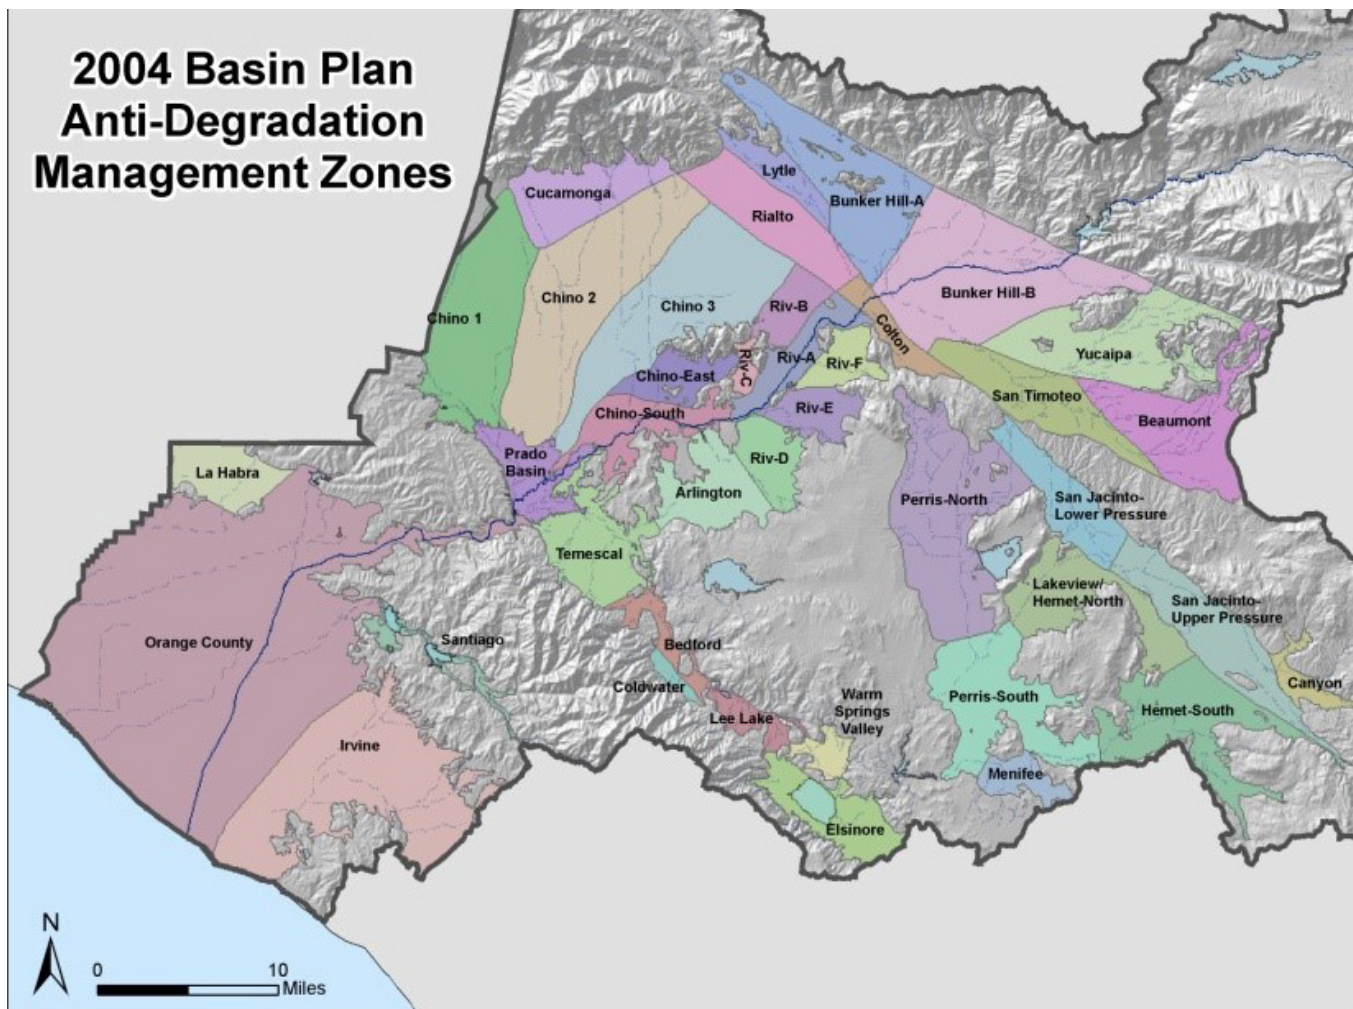 2004 Basin Plan
Anti-Degradation
Management Zones
Cucamonga
Lytle
Bunker Hill-A
Rialto
Chino 1
Chino 2
Chino 3
Riv-B
Bunker Hill-B
Colton
Yucaipa
Chino-East
Riv-C
Riv-A
Riv-F
San Timoteo
Beaumont
Chino-South
Riv-E
Prado
Basin
La Habra
Riv-D
Arlington
Perris-North
San Jacinto-
Lower Pressure
Temescal
Lakeview/
Hemet-North
San Jacinto-
Upper Pressure
Orange County
Santiago
Bedford
Coldwater
Canyon
Perris-South
Hemet-South
Warm
Springs
Valley
Lee Lake
Irvine
Menifee
Elsinore
N
0
10
Miles